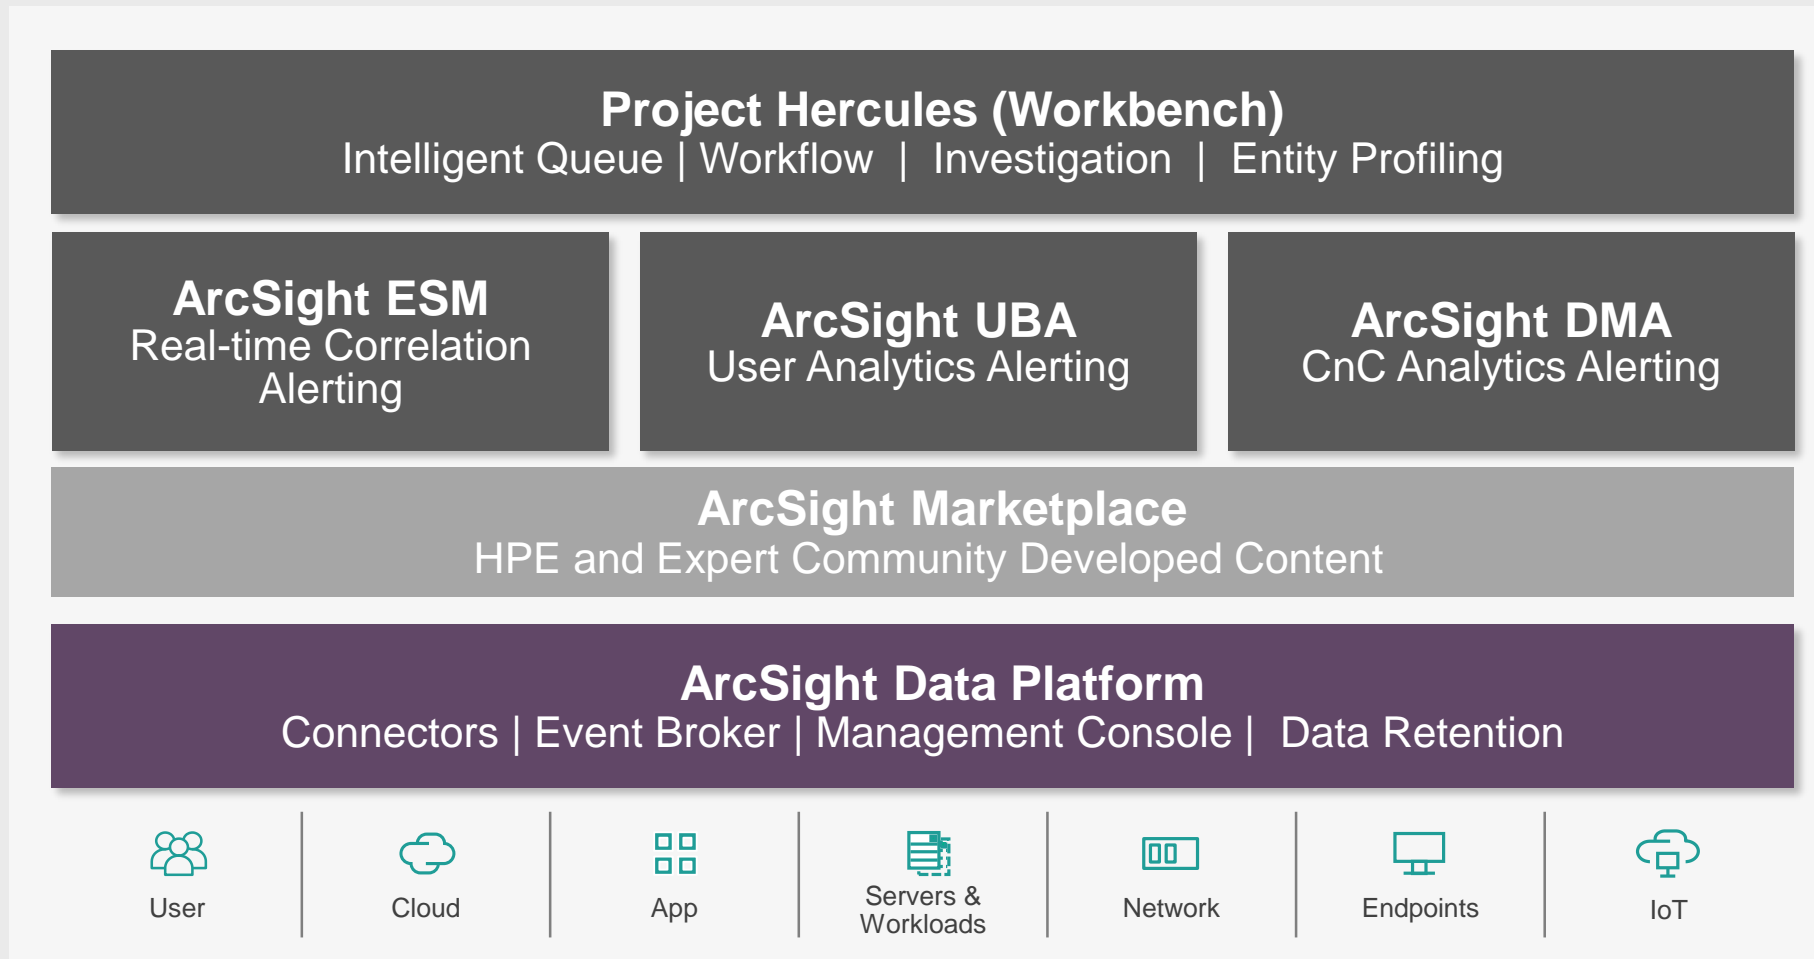 Project Hercules (Workbench)
Intelligent Queue | Workflow | Investigation | Entity Profiling
ArcSight ESM
Real-time Correlation
Alerting
ArcSight UBA
User Analytics Alerting
ArcSight DMA
CnC Analytics Alerting
ArcSight Marketplace
HPE and Expert Community Developed Content
ArcSight Data Platform
Connectors | Event Broker | Management Console | Data Retention
User
Cloud
App
Servers &
Workloads
Network
Endpoints
IoT